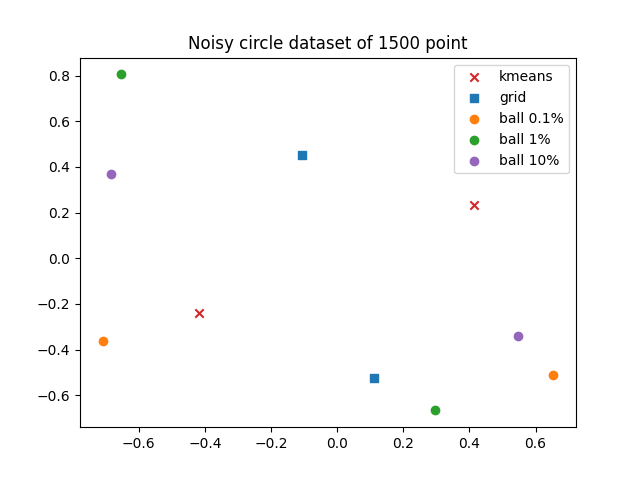 Noisy circle dataset of 1500 point
kmeans
grid
ball 0.1%
ball 1%
ball 10%
0.8
0.6
0.4
0.2
0.0
−0.2
−0.4
−0.6
−0.6 −0.4 −0.2 0.0 0.2 0.4 0.6